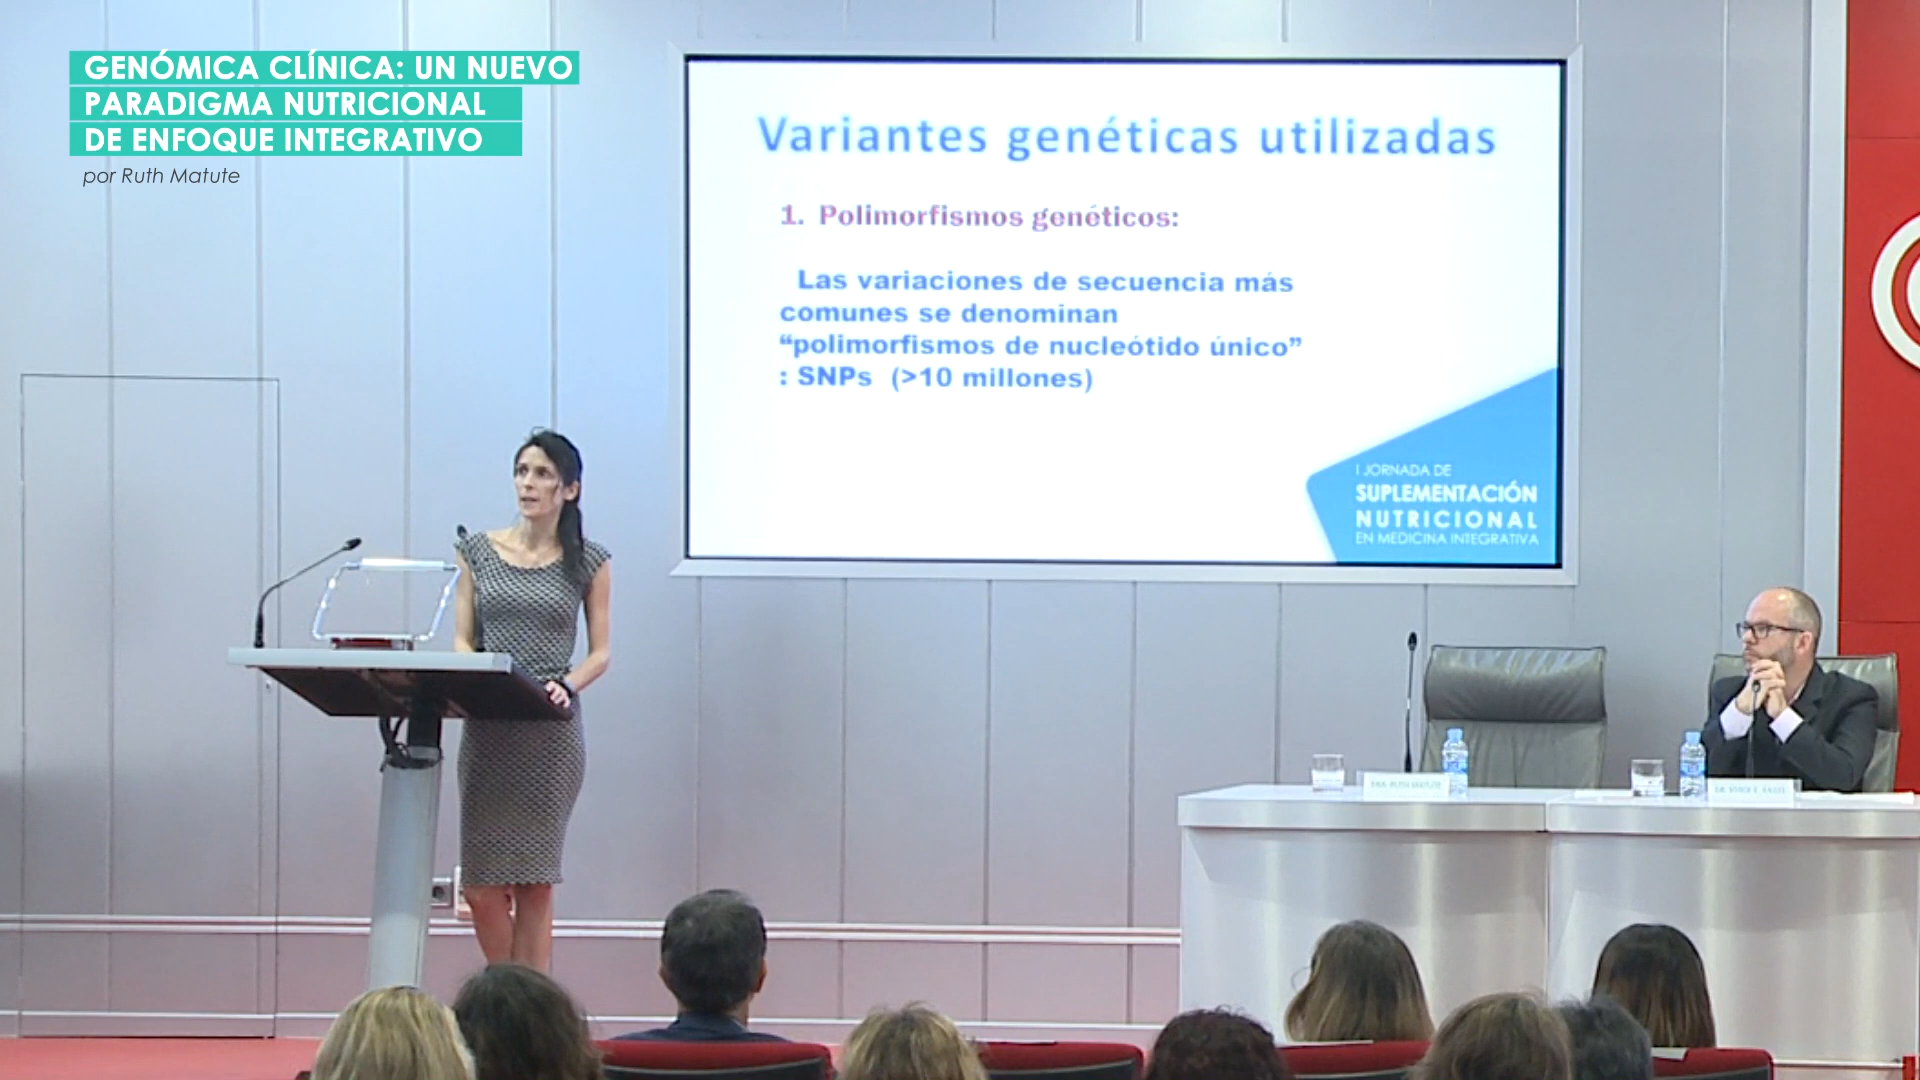 GENÓMICA CLÍNICA: UN NUEVO
PARADIGMA NUTRICIONAL
DE ENFOQUE INTEGRATIVO
por Ruth Matute
Variantes genéticas utilizadas
1. Polimorfismos genéticos:
Las variaciones de secuencia más
comunes se denominan
“polimorfismos de nucleótido único”
: SNPs (>10 millones)
I JORNADA DE
SUPLEMENTACIÓN
NUTRICIONAL
EN MEDICINA INTEGRATIVA
RUTH MATUTE